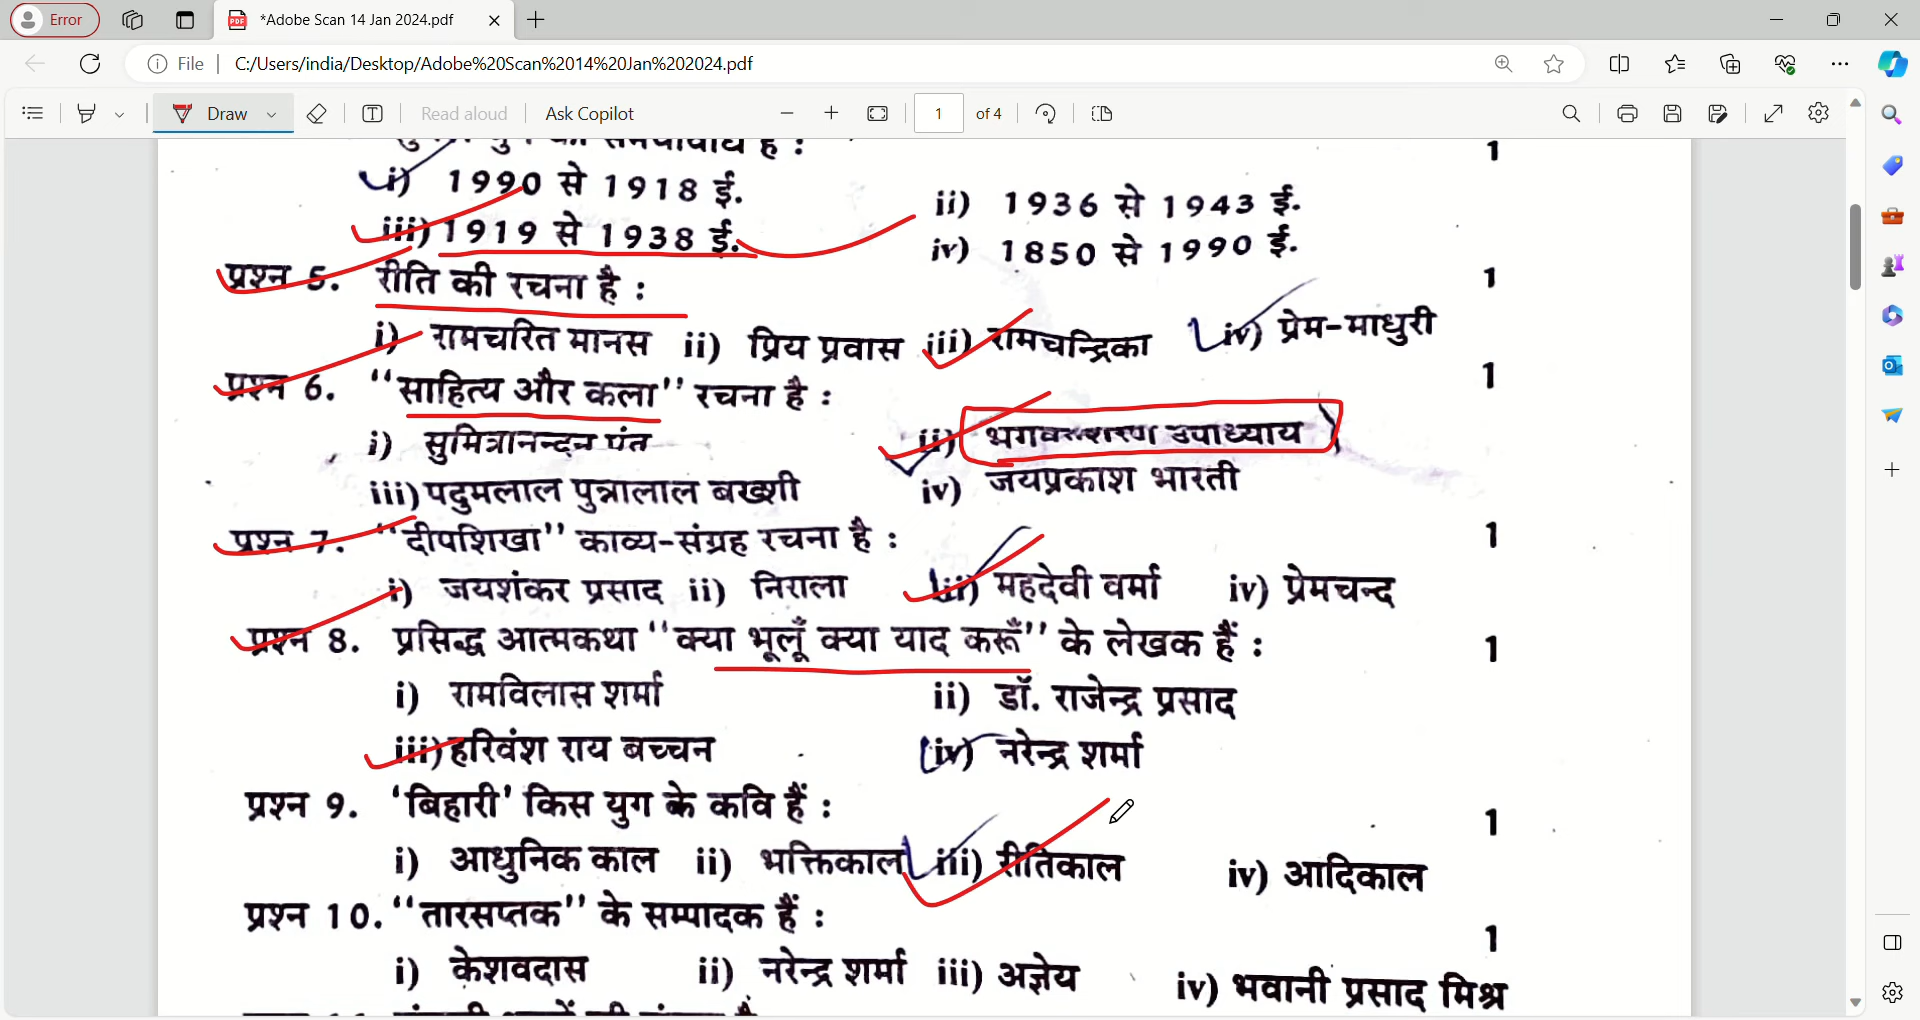 Error
*Adobe Scan 14 Jan 2024.pdf
File
C:/Users/india/Desktop/Adobe%20Scan%2014%20Jan%202024.pdf
Draw
Read aloud
Ask Copilot
1 of 4
1
i) 1990 से 1918 ई. ii) 1936 से 1943 ई.
iii) 1919 से 1938 ई. iv) 1850 से 1990 ई.
प्रश्न 5. रीति की रचना है : 1
i) रामचरित मानस ii) प्रिय प्रवास iii) रामचन्द्रिका iv) प्रेम-माधुरी
प्रश्न 6. ‘‘साहित्य और कला’’ रचना है : 1
i) सुमित्रानन्दन पंत ii) भगवतशरण उपाध्याय
iii) पदुमलाल पुन्नालाल बख्शी iv) जयप्रकाश भारती
प्रश्न 7. ‘‘दीपशिखा’’ काव्य-संग्रह रचना है : 1
i) जयशंकर प्रसाद ii) निराला iii) महदेवी वर्मा iv) प्रेमचन्द
प्रश्न 8. प्रसिद्ध आत्मकथा ‘‘क्या भूलूँ क्या याद करूँ’’ के लेखक हैं : 1
i) रामविलास शर्मा ii) डॉ. राजेन्द्र प्रसाद
iii) हरिवंश राय बच्चन iv) नरेन्द्र शर्मा
प्रश्न 9. ‘बिहारी’ किस युग के कवि हैं : 1
i) आधुनिक काल ii) भक्तिकाल iii) रीतिकाल iv) आदिकाल
प्रश्न 10. ‘‘तारसप्तक’’ के सम्पादक हैं : 1
i) केशवदास ii) नरेन्द्र शर्मा iii) अज्ञेय iv) भवानी प्रसाद मिश्र